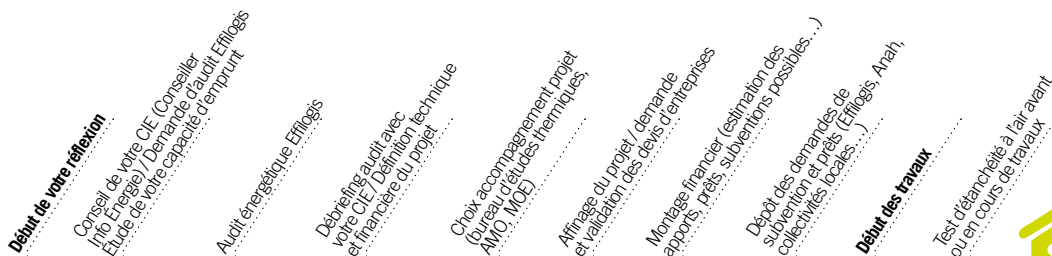 Début de votre réflexion
Conseil de votre CIE (Conseiller
Info Énergie) / Demande d'audit Effilogis
Étude de votre capacité d'emprunt
Audit énergétique Effilogis
Débriefing audit avec
votre CIE / Définition technique
et financière du projet
Choix accompagnement projet
(bureau d'études thermiques,
AMO, MOE)
Affinage du projet / demande
et validation des devis d'entreprises
Montage financier (estimation des
apports, prêts, subventions possibles…)
Dépôt des demandes de
subvention et prêts (Effilogis, Anah,
collectivités locales…)
Début des travaux
Test d'étanchéité à l'air avant
ou en cours de travaux